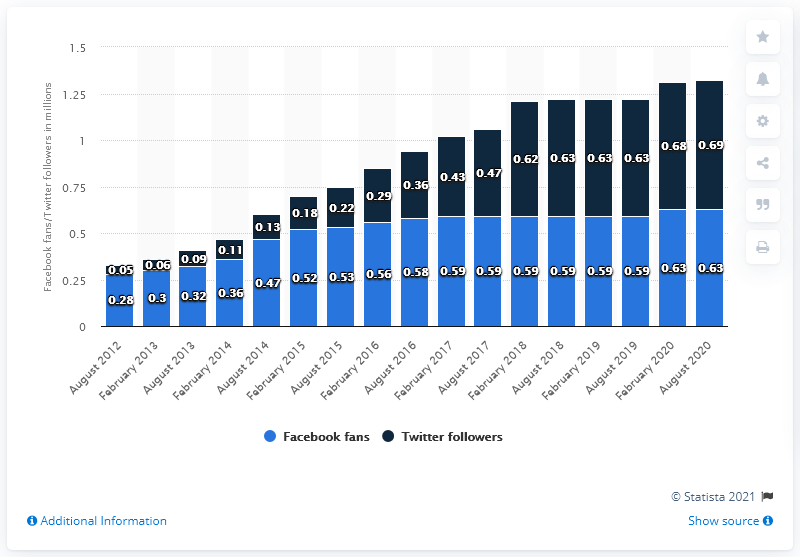 Facebook fans/Twitter followers in millions
1.5
1.25
1
0.75
0.5
0.25
0
0.05 0.06 0.09 0.11 0.13 0.18 0.22 0.29 0.36 0.43 0.47 0.62 0.63 0.63 0.63 0.68 0.69
0.28 0.3 0.32 0.36 0.47 0.52 0.53 0.56 0.58 0.59 0.59 0.59 0.59 0.59 0.59 0.63 0.63
August 2012
February 2013
August 2013
February 2014
August 2014
February 2015
August 2015
February 2016
August 2016
February 2017
August 2017
February 2018
August 2018
February 2019
August 2019
February 2020
August 2020
Facebook fans Twitter followers
© Statista 2021
Additional Information Show source